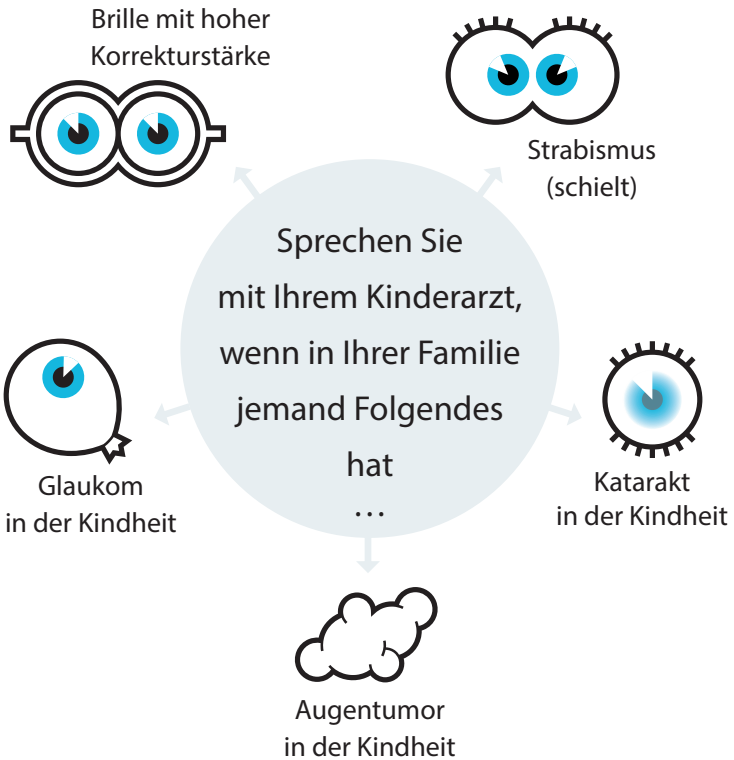 Brille mit hoher
Korrekturstärke
Strabismus
(schielt)
Sprechen Sie
mit Ihrem Kinderarzt,
wenn in Ihrer Familie
jemand Folgendes
hat
…
Glaukom
in der Kindheit
Katarakt
in der Kindheit
Augentumor
in der Kindheit